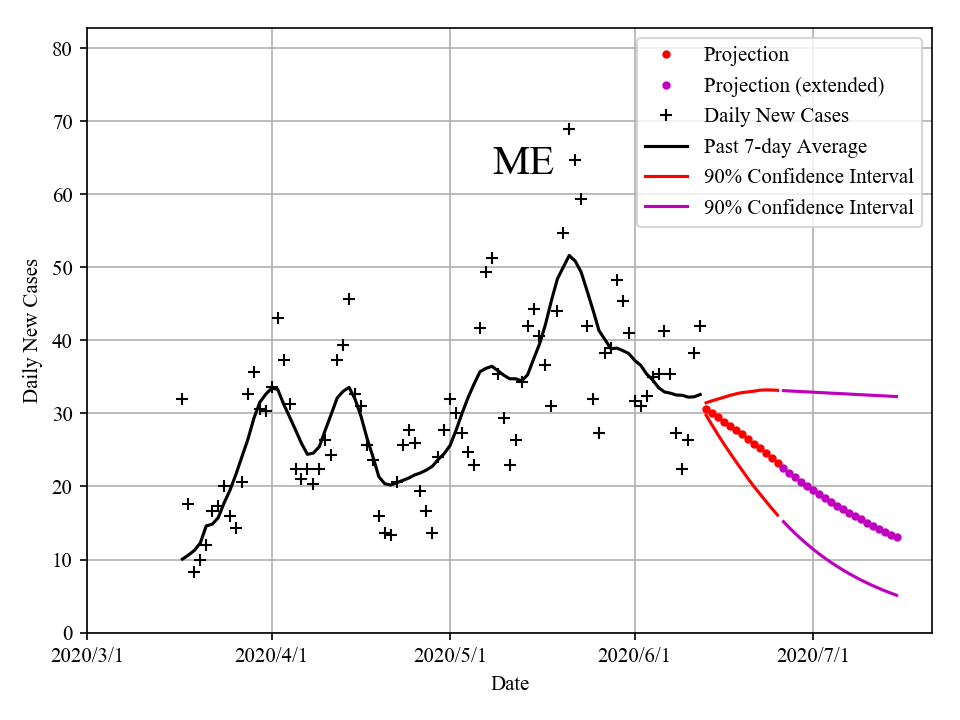 80
70
60
50
40
30
20
10
0
Daily New Cases
ME
Projection
Projection (extended)
Daily New Cases
Past 7-day Average
90% Confidence Interval
90% Confidence Interval
2020/3/1
2020/4/1
2020/5/1
2020/6/1
2020/7/1
Date